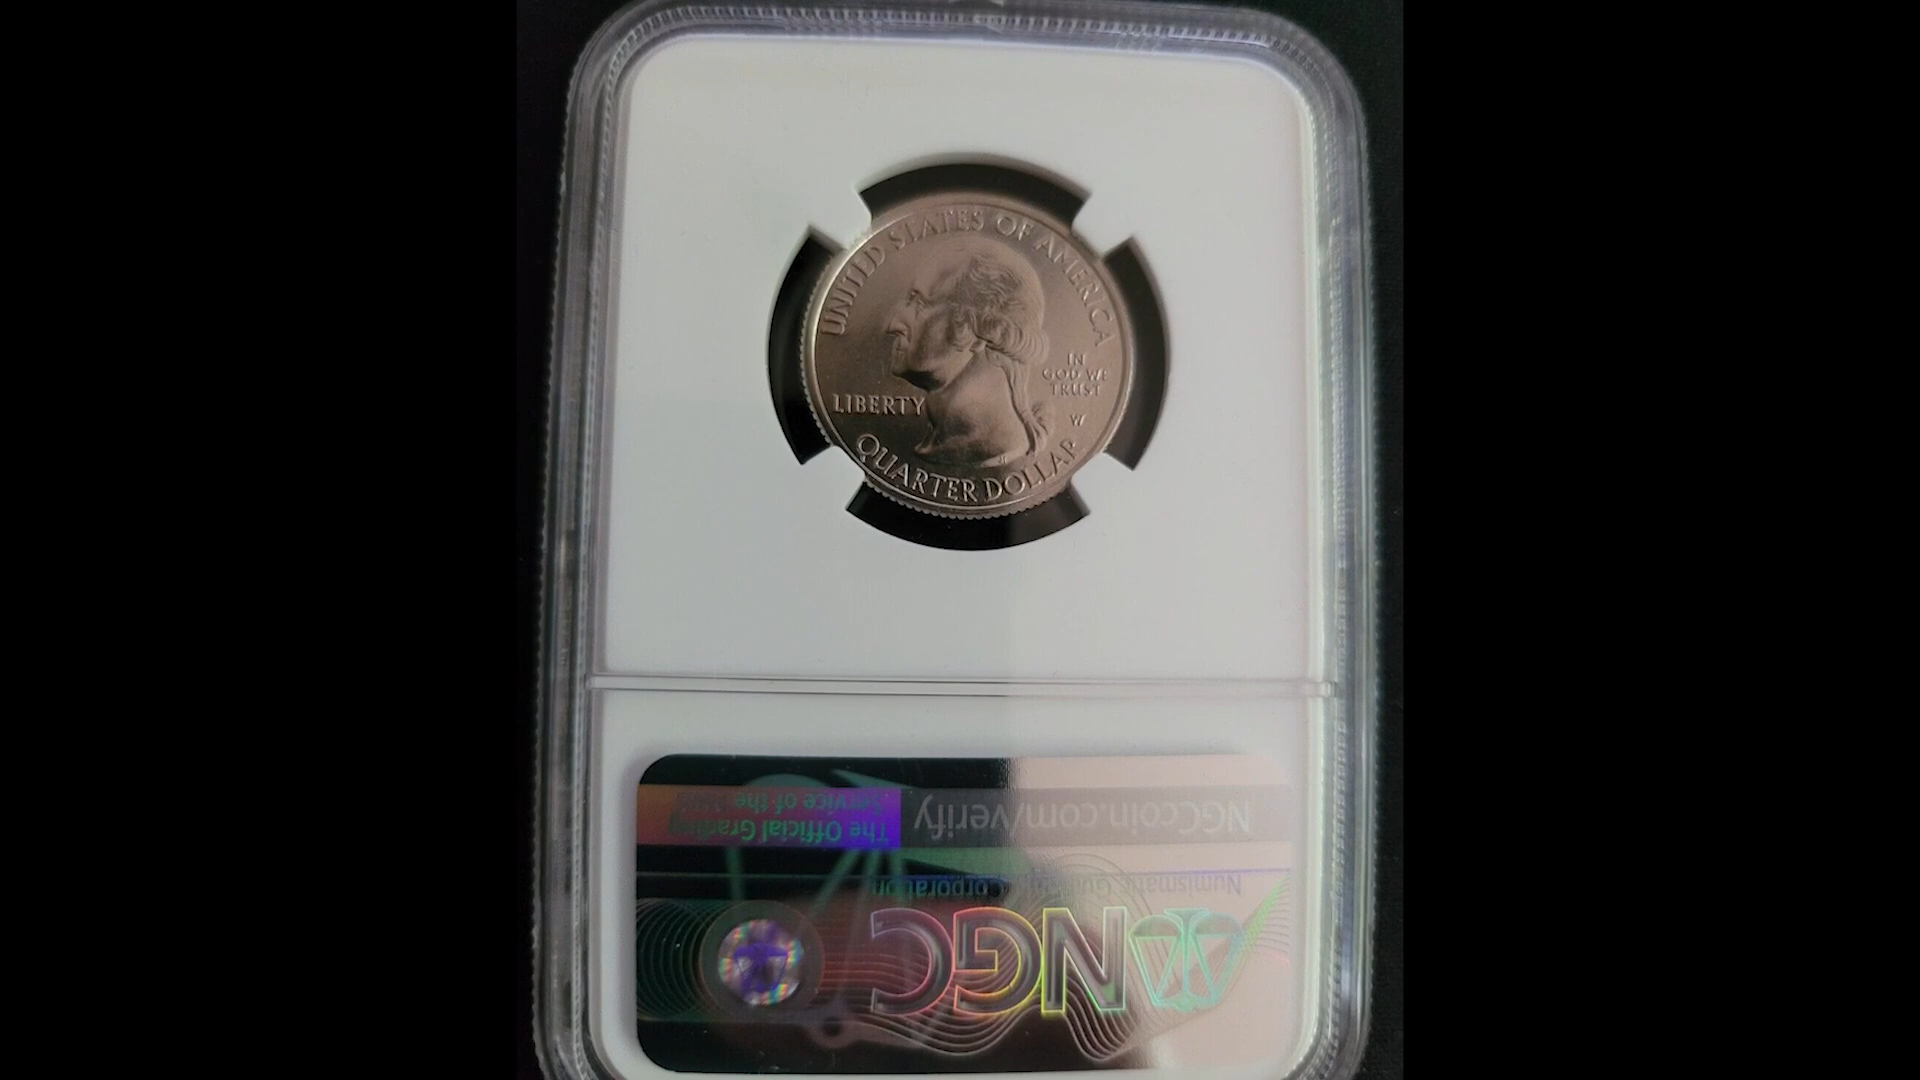 UNITED STATES OF AMERICA
IN
GOD WE
TRUST
LIBERTY
W
QUARTER DOLLAR
NGC
Numismatic Guaranty Corporation
NGCcoin.com/verify
The Official Grading
Service of the